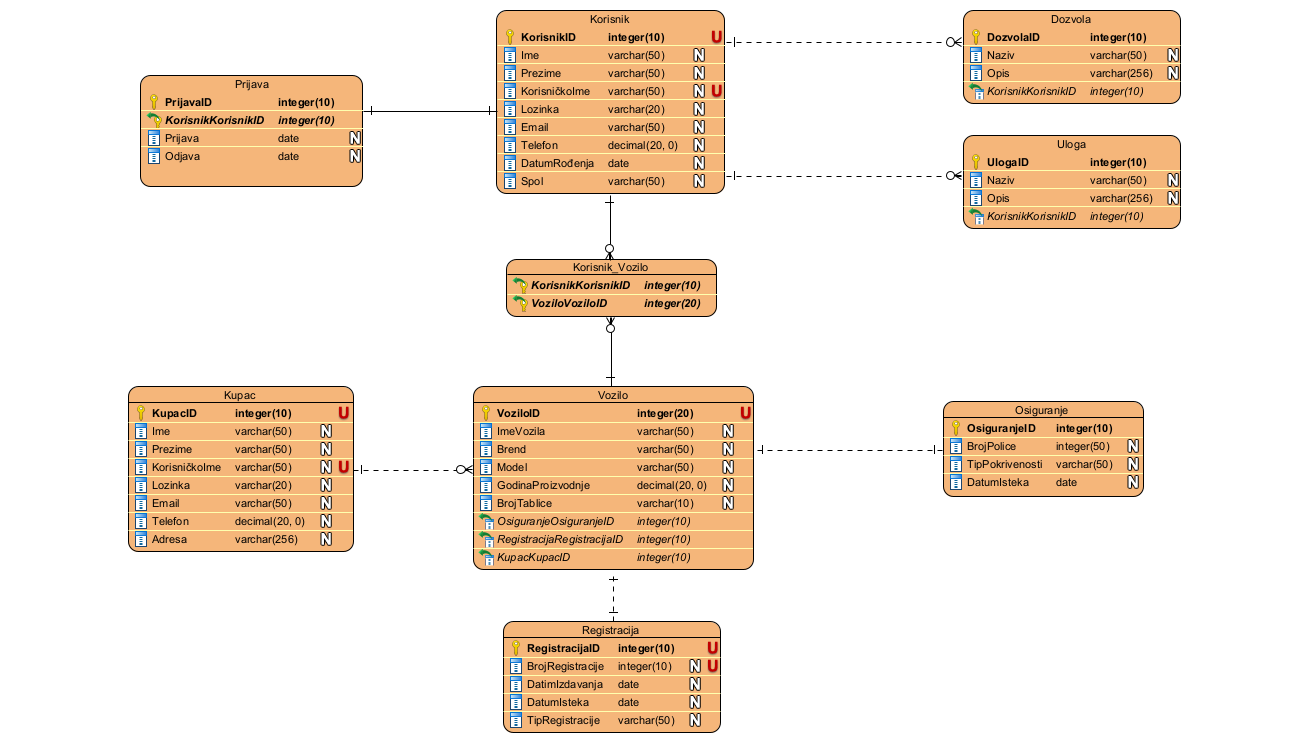 Korisnik
KorisnikID integer(10) U
Ime varchar(50) N
Prezime varchar(50) N
KorisničkoIme varchar(50) N U
Lozinka varchar(20) N
Email varchar(50) N
Telefon decimal(20, 0) N
DatumRođenja date N
Spol varchar(50) N
Dozvola
DozvolaID integer(10)
Naziv varchar(50) N
Opis varchar(256) N
KorisnikKorisnikID integer(10)
Prijava
PrijavaID integer(10)
KorisnikKorisnikID integer(10)
Prijava date N
Odjava date N
Uloga
UlogaID integer(10)
Naziv varchar(50) N
Opis varchar(256) N
KorisnikKorisnikID integer(10)
Korisnik_Vozilo
KorisnikKorisnikID integer(10)
VoziloVoziloID integer(20)
Kupac
KupacID integer(10) U
Ime varchar(50) N
Prezime varchar(50) N
KorisničkoIme varchar(50) N U
Lozinka varchar(20) N
Email varchar(50) N
Telefon decimal(20, 0) N
Adresa varchar(256) N
Vozilo
VoziloID integer(20) U
ImeVozila varchar(50) N
Brend varchar(50) N
Model varchar(50) N
GodinaProizvodnje decimal(20, 0) N
BrojTablice varchar(10) N
OsiguranjeOsiguranjeID integer(10)
RegistracijaRegistracijaID integer(10)
KupacKupacID integer(10)
Osiguranje
OsiguranjeID integer(10)
BrojPolice integer(50) N
TipPokrivenosti varchar(50) N
DatumIsteka date N
Registracija
RegistracijaID integer(10) U
BrojRegistracije integer(10) N U
DatimIzdavanja date N
DatumIsteka date N
TipRegistracije varchar(50) N